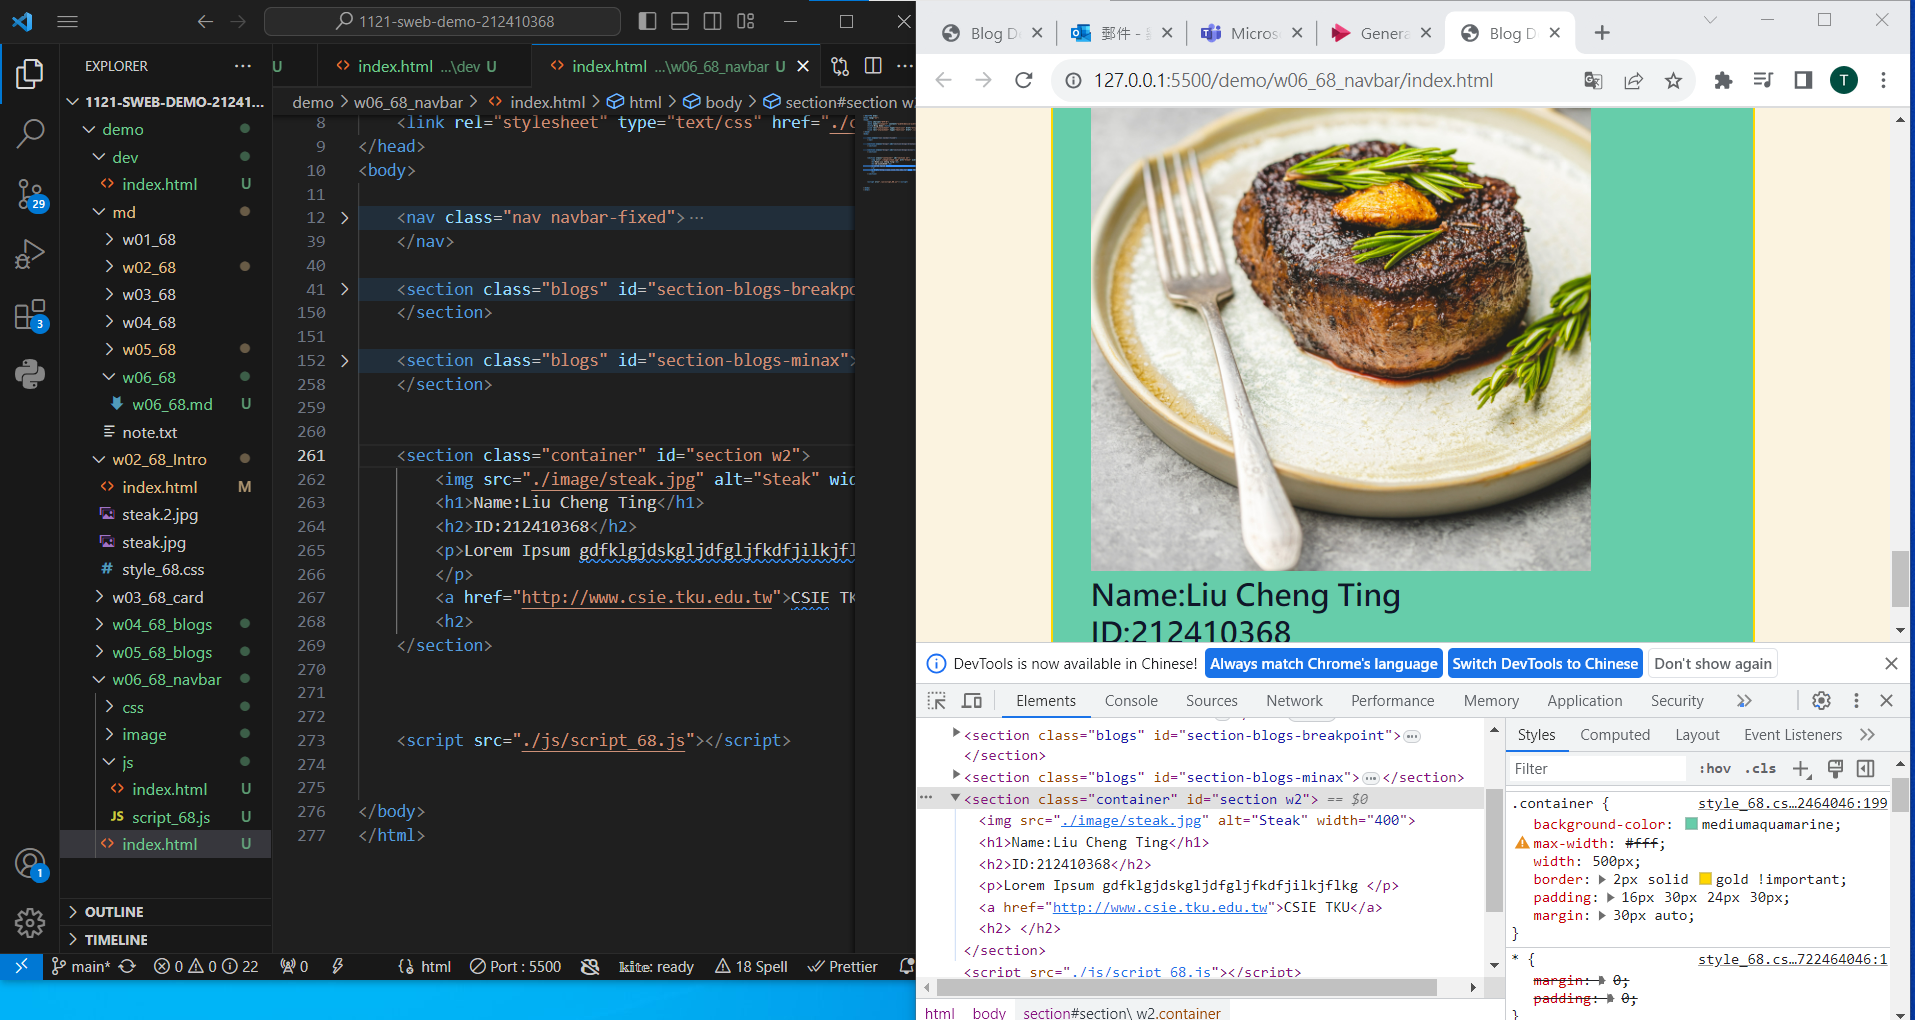 1121-sweb-demo-212410368
EXPLORER
1121-SWEB-DEMO-21241...
demo
dev
index.html U
md
w01_68
w02_68
w03_68
w04_68
w05_68
w06_68
w06_68.md U
note.txt
w02_68_Intro
index.html M
steak.2.jpg
steak.jpg
style_68.css
w03_68_card
w04_68_blogs
w05_68_blogs
w06_68_navbar
css
image
js
index.html U
JS script_68.js U
index.html U
OUTLINE
TIMELINE
29
3
1
U index.html ...\dev U index.html ...\w06_68_navbar U
demo > w06_68_navbar > index.html > html > body > section#section w
8 <link rel="stylesheet" type="text/css" href="./c
9 </head>
10 <body>
11
12 <nav class="nav navbar-fixed">...
39 </nav>
40
41 <section class="blogs" id="section-blogs-breakpo
150 </section>
151
152 <section class="blogs" id="section-blogs-minax">
258 </section>
259
260
261 <section class="container" id="section w2">
262 <img src="./image/steak.jpg" alt="Steak" wid
263 <h1>Name:Liu Cheng Ting</h1>
264 <h2>ID:212410368</h2>
265 <p>Lorem Ipsum gdfklgjdskgljdfgljfkdfjilkjfl
266 </p>
267 <a href="http://www.csie.tku.edu.tw">CSIE TK
268 <h2>
269 </section>
270
271
272
273 <script src="./js/script_68.js"></script>
274
275
276 </body>
277 </html>
main* 0 0 22 0 html Port : 5500 kite: ready 18 Spell Prettier
Blog D 郵件 - Micros Genera Blog D
127.0.0.1:5500/demo/w06_68_navbar/index.html
T
Name:Liu Cheng Ting
ID:212410368
DevTools is now available in Chinese! Always match Chrome's language Switch DevTools to Chinese Don't show again
Elements Console Sources Network Performance Memory Application Security
<section class="blogs" id="section-blogs-breakpoint">
</section>
<section class="blogs" id="section-blogs-minax"> </section>
<section class="container" id="section w2"> == $0
<img src="./image/steak.jpg" alt="Steak" width="400">
<h1>Name:Liu Cheng Ting</h1>
<h2>ID:212410368</h2>
<p>Lorem Ipsum gdfklgjdskgljdfgljfkdfjilkjflkg </p>
<a href="http://www.csie.tku.edu.tw">CSIE TKU</a>
<h2> </h2>
</section>
<script src="./js/script_68.js"></script>
html body section#section\ w2.container
Styles Computed Layout Event Listeners
Filter :hov .cls
.container { style_68.cs...2464046:199
background-color: mediumaquamarine;
max-width: #fff;
width: 500px;
border: 2px solid gold !important;
padding: 16px 30px 24px 30px;
margin: 30px auto;
}
* { style_68.cs...722464046:1
margin: 0;
padding: 0;
}